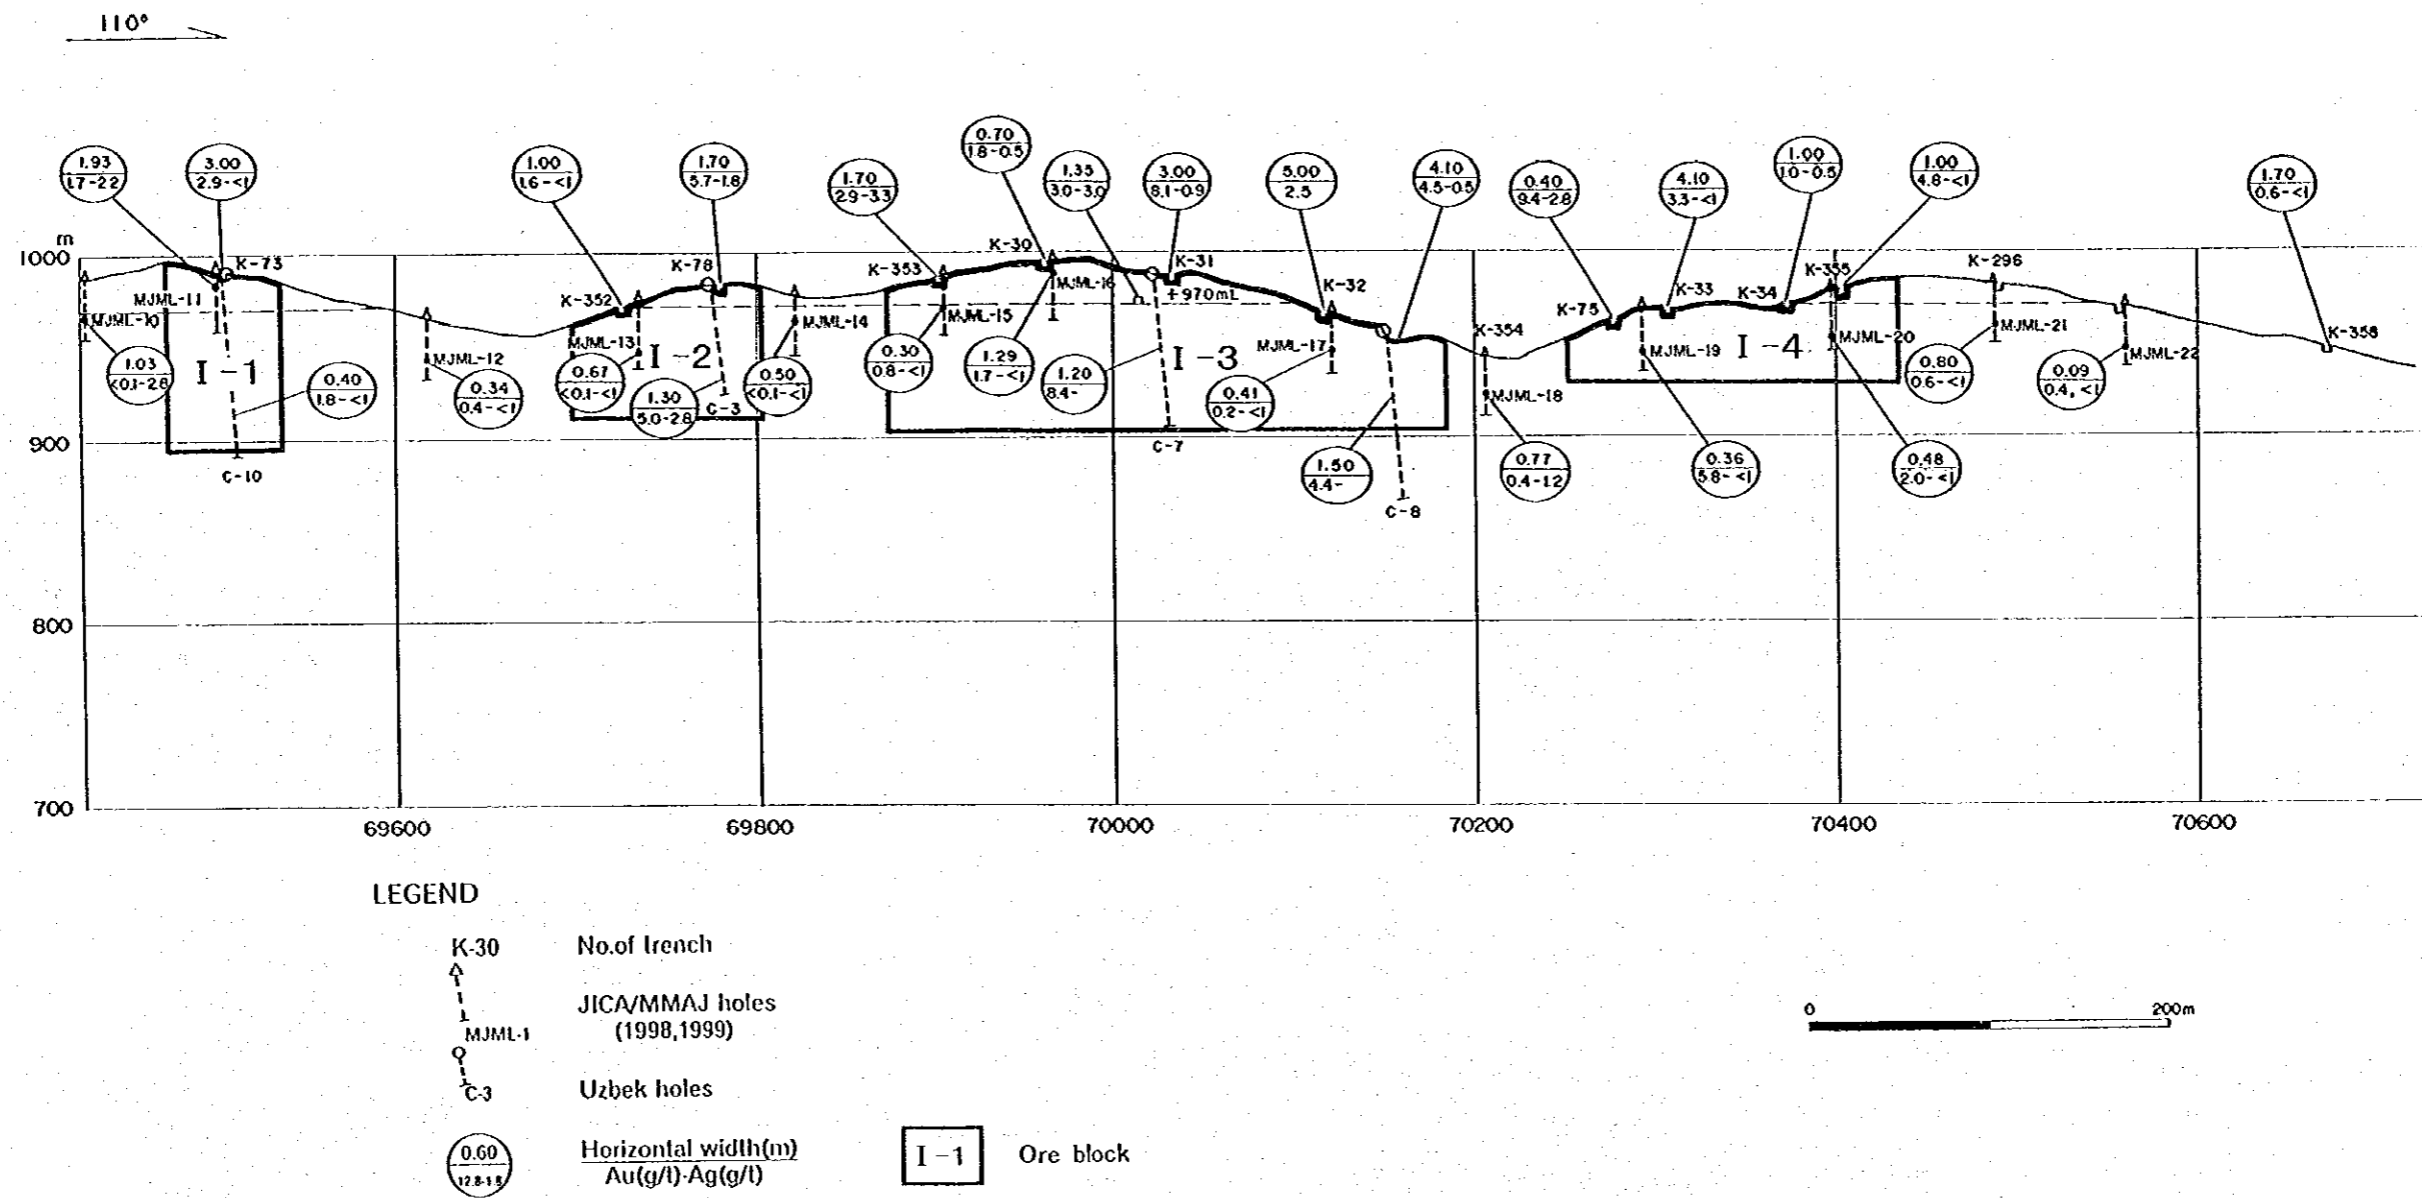 110°
1.93
1.7-2.2
3.00
2.9-<1
1.00
1.6-<1
1.70
5.7-1.8
1.70
2.9-3.3
0.70
1.8-0.5
1.35
3.0-3.0
3.00
8.1-0.9
5.00
2.5
4.10
4.5-0.5
0.40
9.4-2.8
4.10
3.3-<1
1.00
1.0-0.5
1.00
4.8-<1
1.70
0.6-<1
m
1000
900
800
700
K-73
K-352
K-78
K-353
K-30
K-31
+970mL
K-32
K-354
K-75
K-33
K-34
K-355
K-296
K-358
MJML-10
MJML-11
MJML-12
MJML-13
MJML-14
MJML-15
MJML-16
MJML-17
MJML-18
MJML-19
MJML-20
MJML-21
MJML-22
I-1
I-2
I-3
I-4
1.03
<0.1-2.8
0.40
1.8-<1
0.34
0.4-<1
0.67
<0.1-<1
1.30
5.0-2.8
0.50
<0.1-<1
0.30
0.8-<1
1.29
1.7-<1
1.20
8.4-
0.41
0.2-<1
1.50
4.4-
0.77
0.4-1.2
0.36
5.8-<1
0.48
2.0-<1
0.80
0.6-<1
0.09
0.4, <1
C-10
C-3
C-7
C-8
69600
69800
70000
70200
70400
70600
LEGEND
K-30
No.of trench
MJML-1
JICA/MMAJ holes
(1998,1999)
C-3
Uzbek holes
0.60
12.8-1.8
Horizontal width(m)
Au(g/t)·Ag(g/t)
I-1
Ore block
0
200m